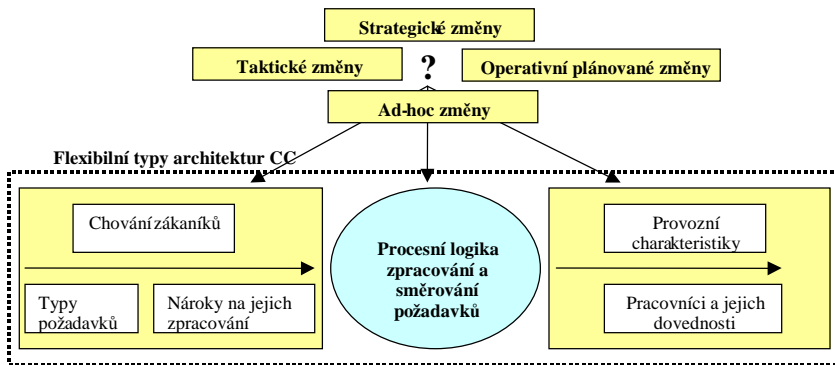 Strategické změny
Taktické změny
?
Operativní plánované změny
Ad-hoc změny
Flexibilní typy architektur CC
Chování zákaníků
Typy
požadavků
Nároky na jejich
zpracování
Procesní logika
zpracování a
směrování
požadavků
Provozní
charakteristiky
Pracovníci a jejich
dovednosti